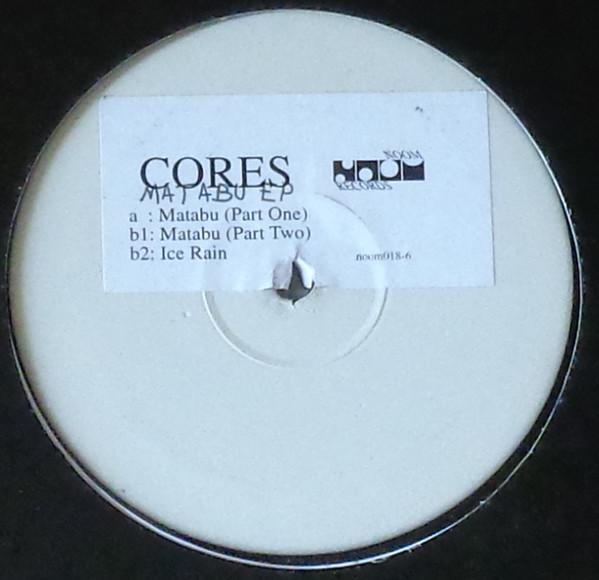 CORES
NOOM
RECORDS
MATABU EP
a : Matabu (Part One)
b1: Matabu (Part Two)
b2: Ice Rain
noom018-6